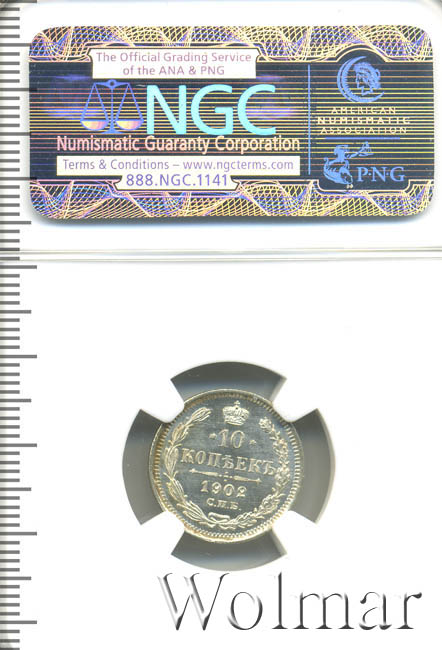 The Official Grading Service
of the ANA & PNG
NGC
Numismatic Guaranty Corporation
Terms & Conditions – www.ngcterms.com
888.NGC.1141
AMERICAN
NUMISMATIC
ASSOCIATION
P·N·G
10
КОПѢЕКЪ
1902
С.П.Б.
Wolmar